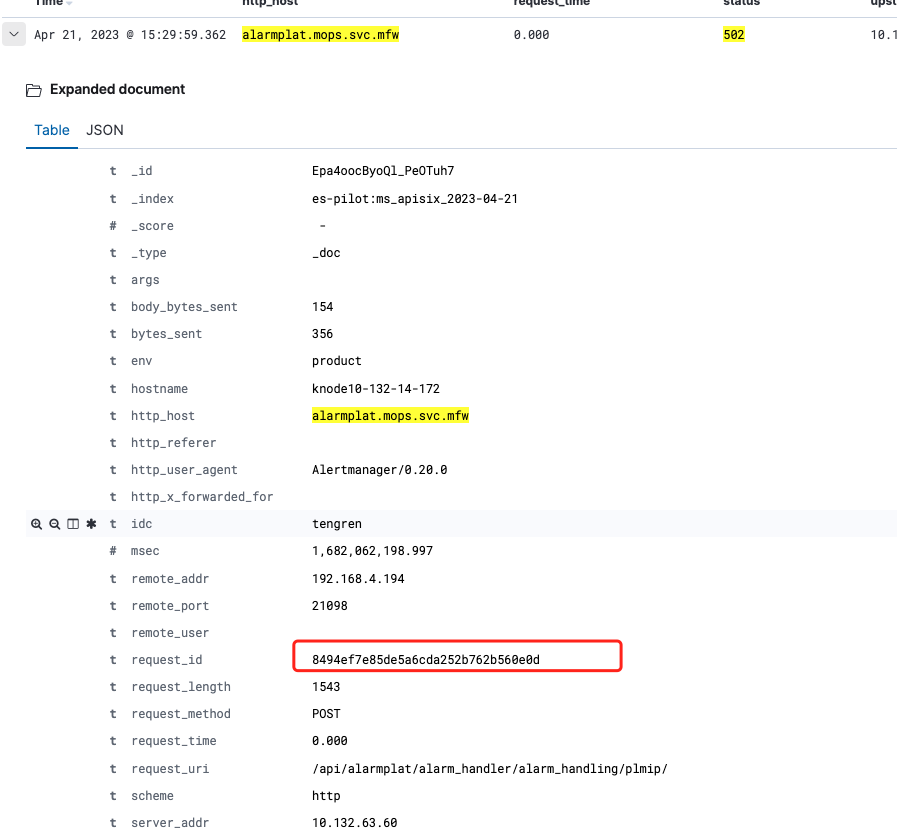 Time http_host request_time status upst
Apr 21, 2023 @ 15:29:59.362 alarmplat.mops.svc.mfw 0.000 502 10.1
Expanded document
Table JSON
t _id Epa4oocByoQl_PeOTuh7
t _index es-pilot:ms_apisix_2023-04-21
# _score -
t _type _doc
t args
t body_bytes_sent 154
t bytes_sent 356
t env product
t hostname knode10-132-14-172
t http_host alarmplat.mops.svc.mfw
t http_referer
t http_user_agent Alertmanager/0.20.0
t http_x_forwarded_for
t idc tengren
# msec 1,682,062,198.997
t remote_addr 192.168.4.194
t remote_port 21098
t remote_user
t request_id 8494ef7e85de5a6cda252b762b560e0d
t request_length 1543
t request_method POST
t request_time 0.000
t request_uri /api/alarmplat/alarm_handler/alarm_handling/plmip/
t scheme http
t server_addr 10.132.63.60